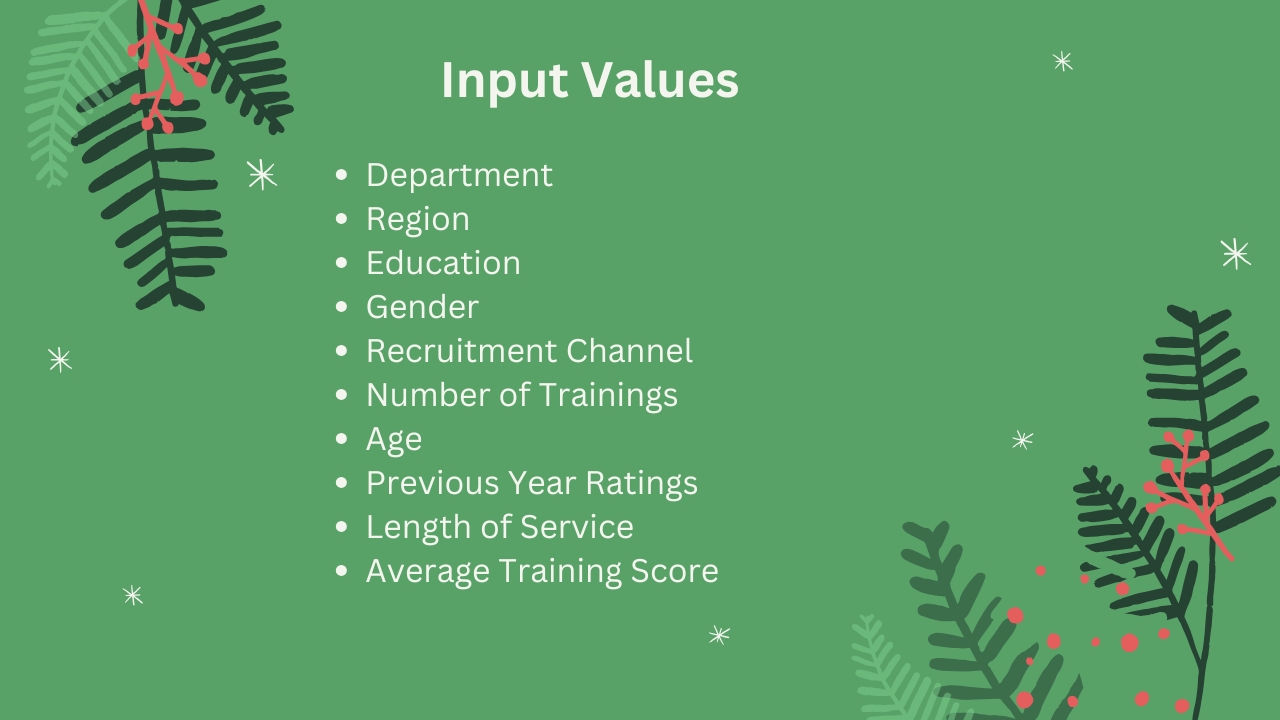 Input Values
• Department
• Region
• Education
• Gender
• Recruitment Channel
• Number of Trainings
• Age
• Previous Year Ratings
• Length of Service
• Average Training Score